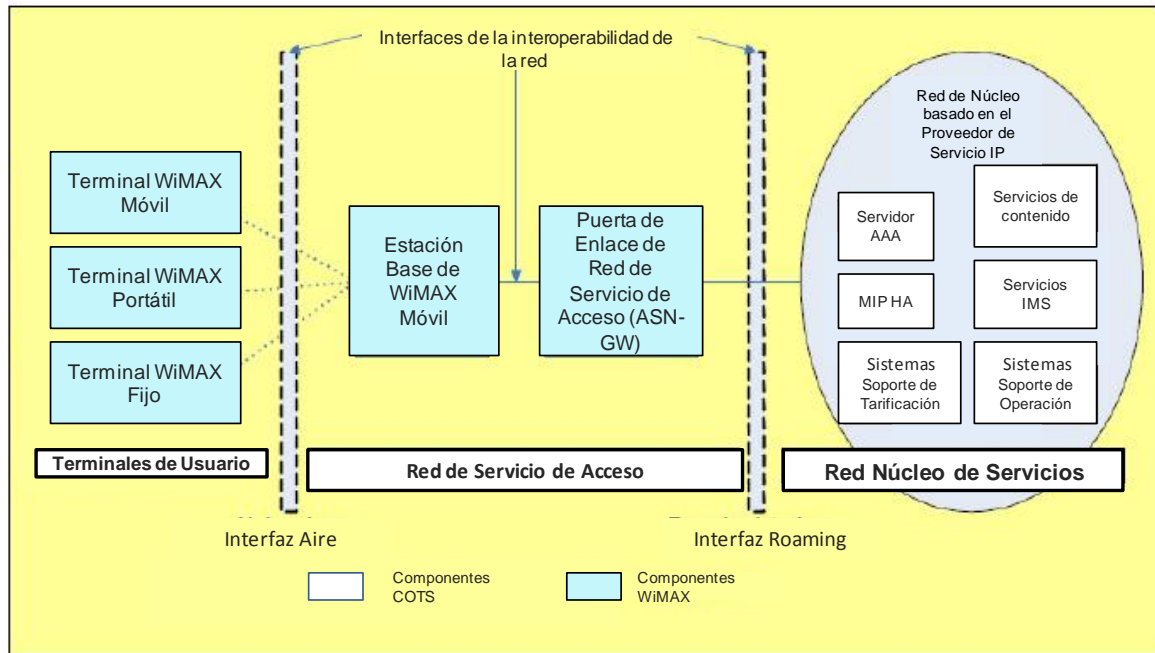 Interfaces de la interoperabilidad de
la red
Red de Núcleo
basado en el
Proveedor de
Servicio IP
Terminal WiMAX
Móvil
Terminal WiMAX
Portátil
Terminal WiMAX
Fijo
Estación
Base de
WiMAX
Móvil
Puerta de
Enlace de
Red de
Servicio de
Acceso (ASN-
GW)
Servidor
AAA
Servicios de
contenido
MIP HA
Servicios
IMS
Sistemas
Soporte de
Tarificación
Sistemas
Soporte de
Operación
Terminales de Usuario
Red de Servicio de Acceso
Red Núcleo de Servicios
Interfaz Aire
Interfaz Roaming
Componentes
COTS
Componentes
WiMAX